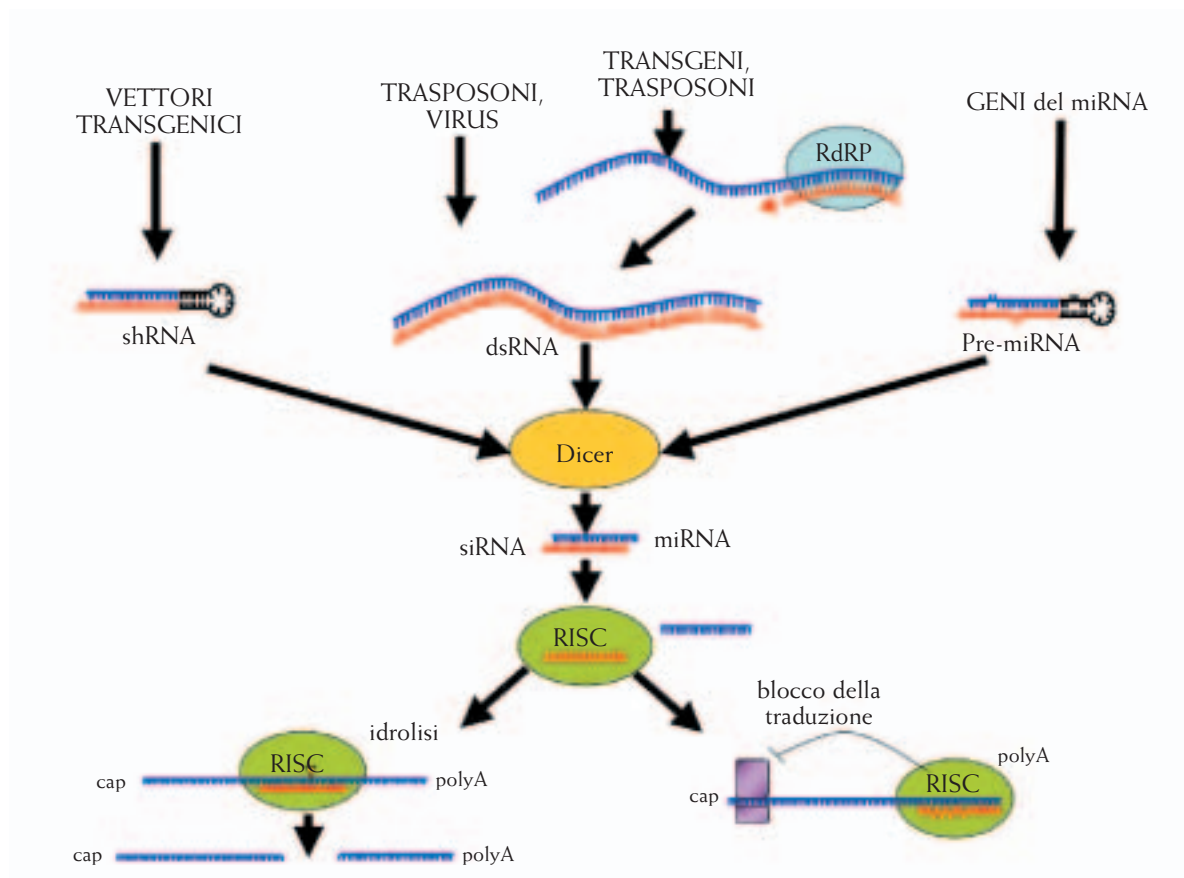 VETTORI
TRANSGENICI
TRASPOSONI,
VIRUS
TRANSGENI,
TRASPOSONI
GENI del miRNA
RdRP
shRNA
dsRNA
Pre-miRNA
Dicer
siRNA
miRNA
RISC
idrolisi
RISC
cap
polyA
cap
polyA
blocco della
traduzione
polyA
RISC
cap